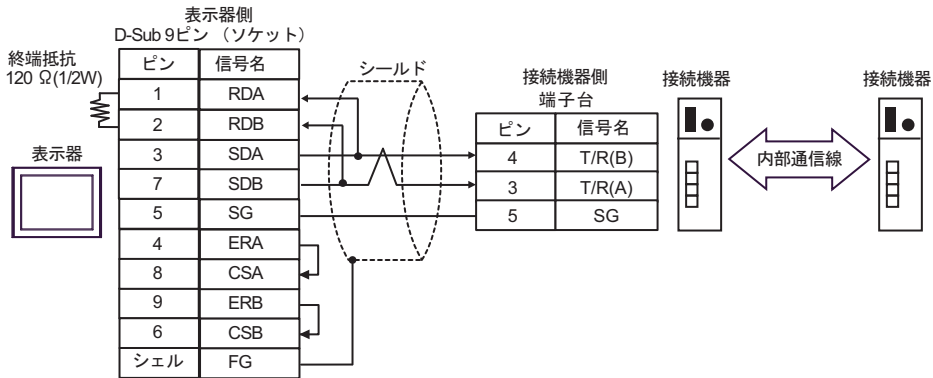 表示器側
D-Sub 9ピン （ソケット）
終端抵抗
120 Ω(1/2W)
表示器
ピン 信号名
1 RDA
2 RDB
3 SDA
7 SDB
5 SG
4 ERA
8 CSA
9 ERB
6 CSB
シェル FG
シールド
接続機器側
端子台
ピン 信号名
4 T/R(B)
3 T/R(A)
5 SG
接続機器
内部通信線
接続機器